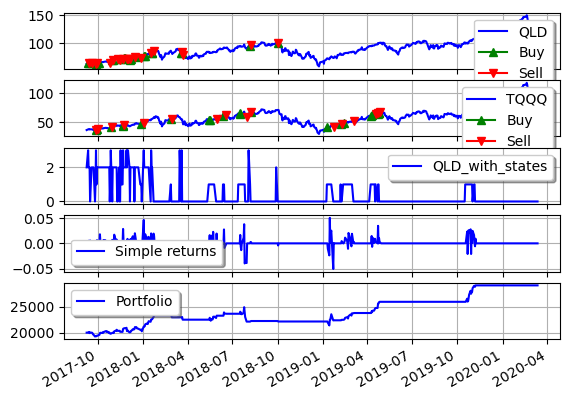 150
100
QLD
Buy
Sell
100
50
TQQQ
Buy
Sell
2
0
QLD_with_states
0.05
0.00
−0.05
Simple returns
25000
20000
Portfolio
2017-10
2018-01
2018-04
2018-07
2018-10
2019-01
2019-04
2019-07
2019-10
2020-01
2020-04